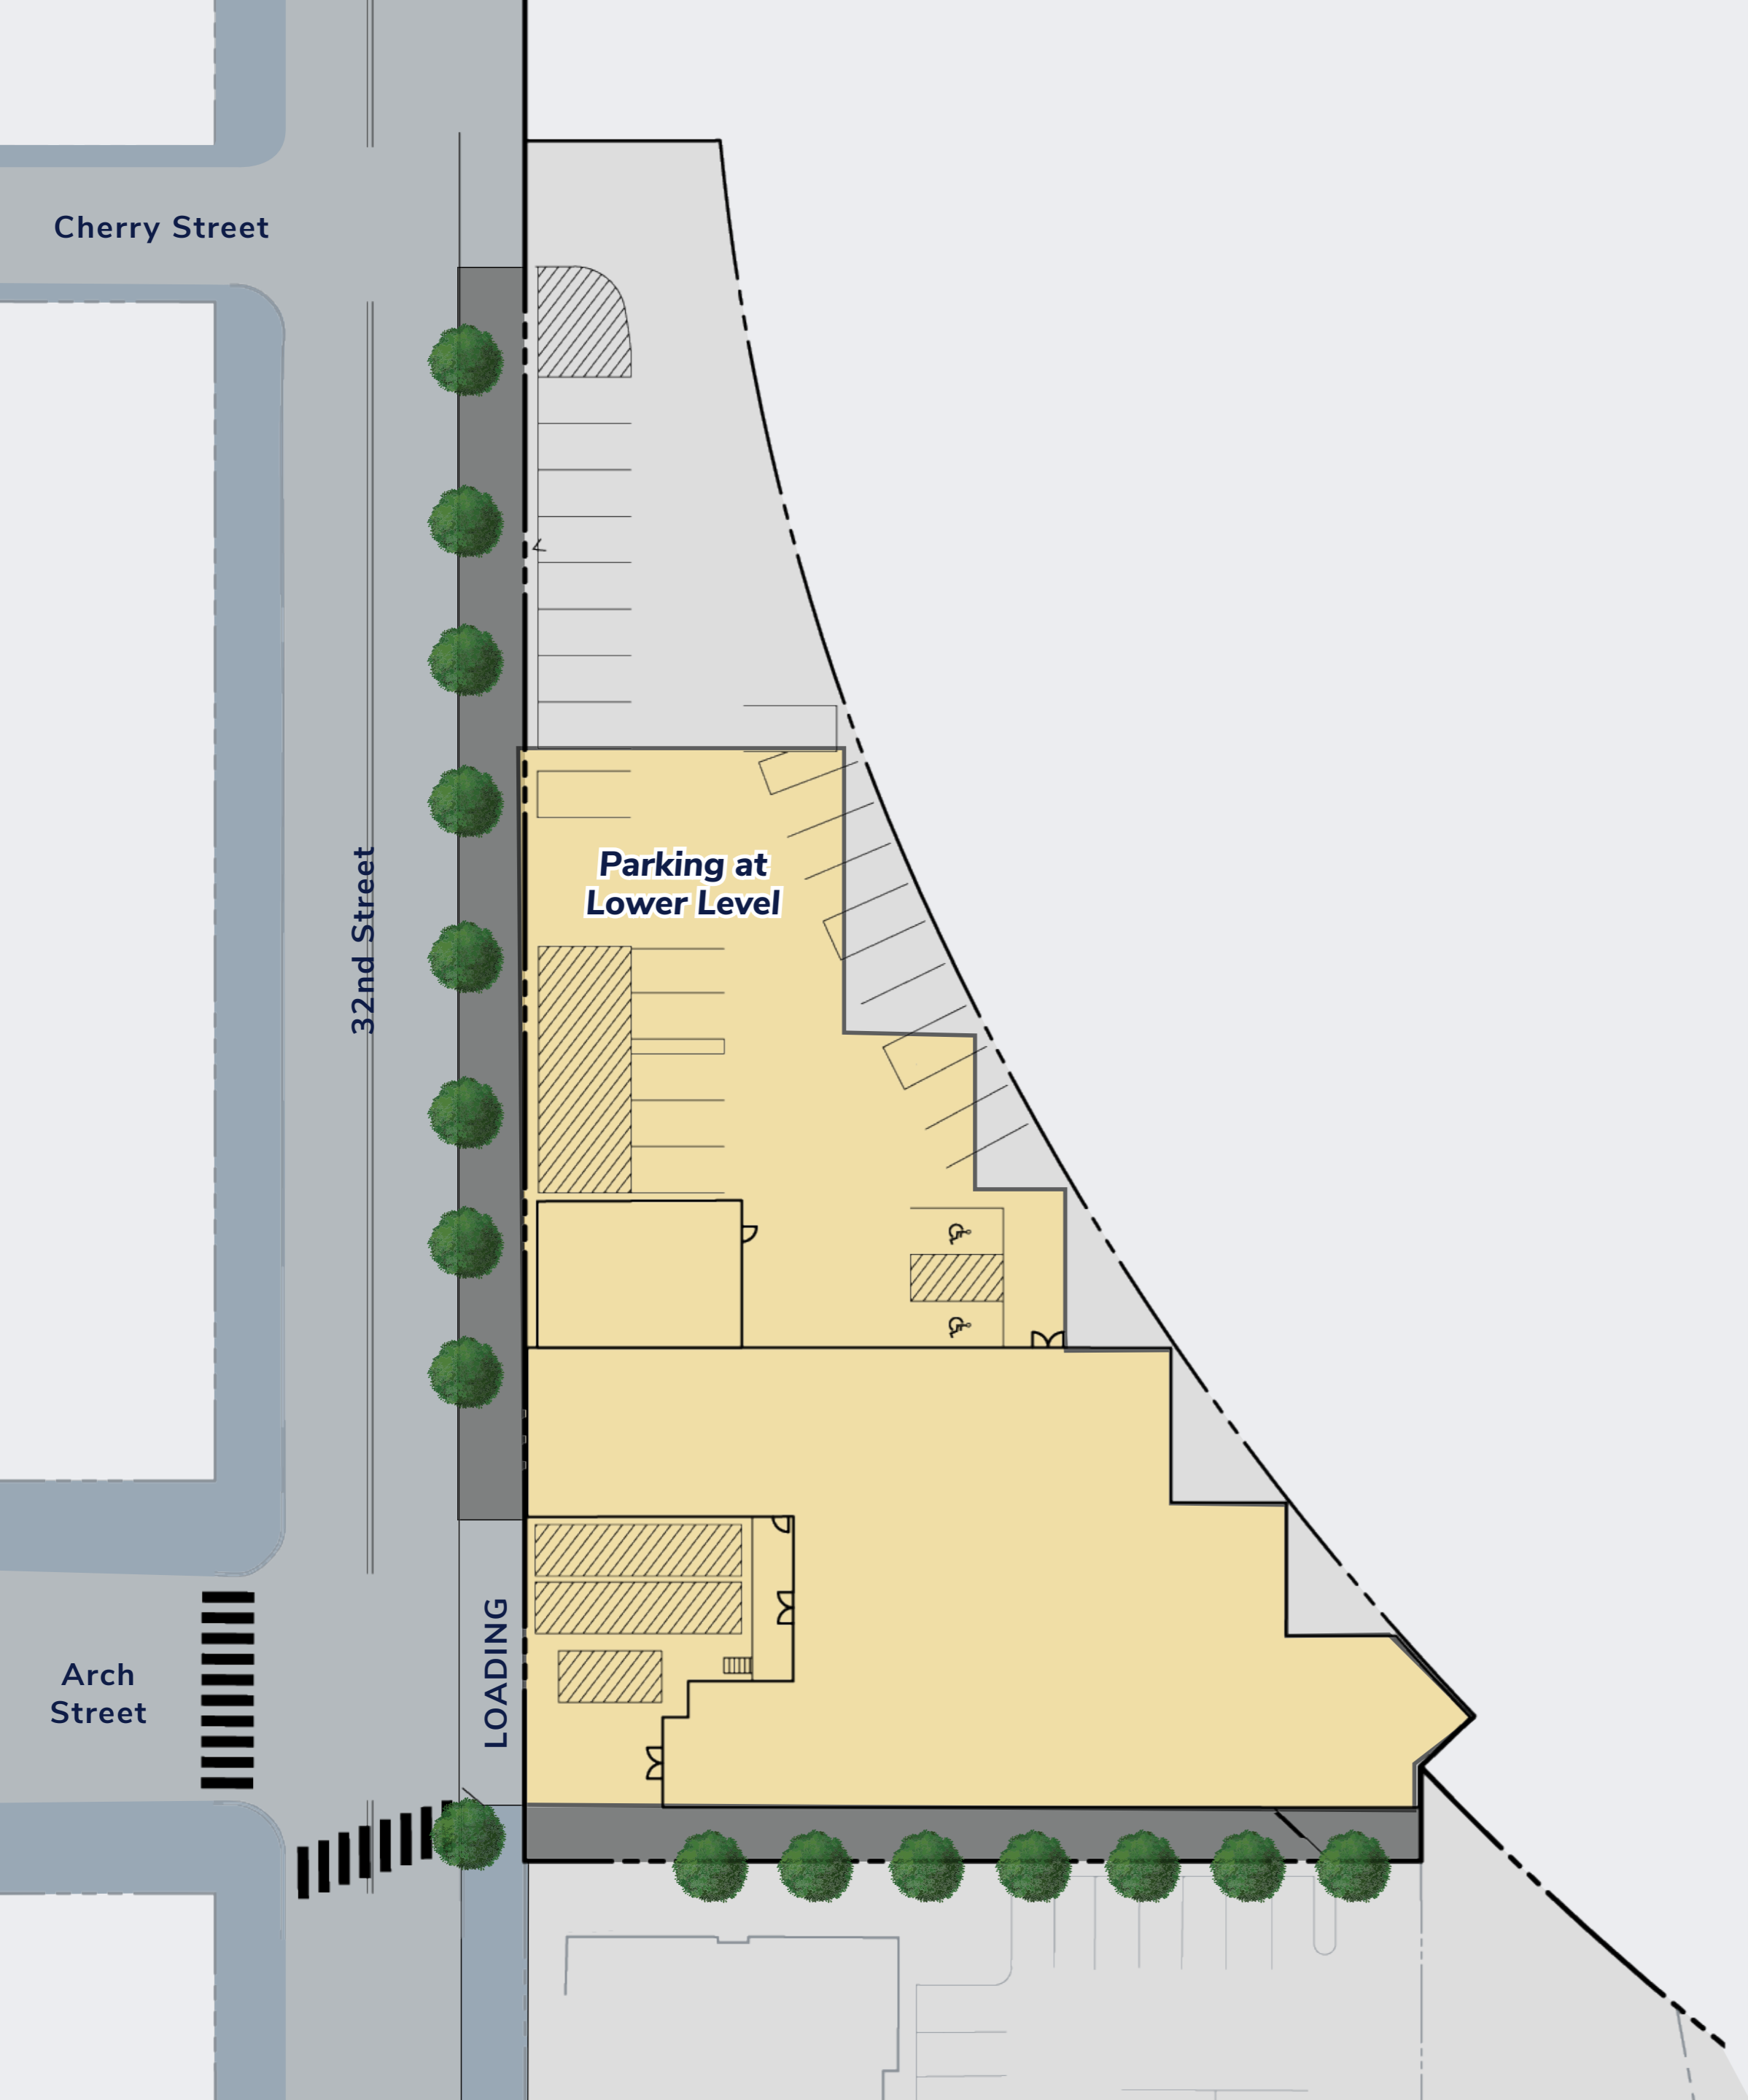 Cherry Street
32nd Street
Parking at
Lower Level
LOADING
Arch
Street